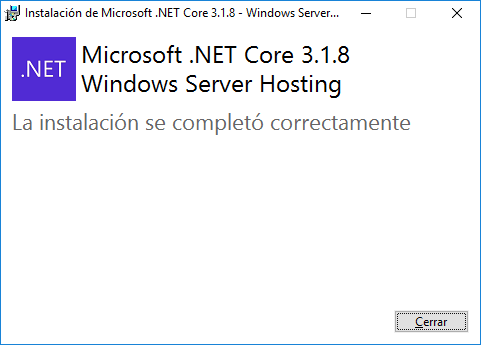 Instalación de Microsoft .NET Core 3.1.8 - Windows Server...
.NET
Microsoft .NET Core 3.1.8
Windows Server Hosting
La instalación se completó correctamente
Cerrar